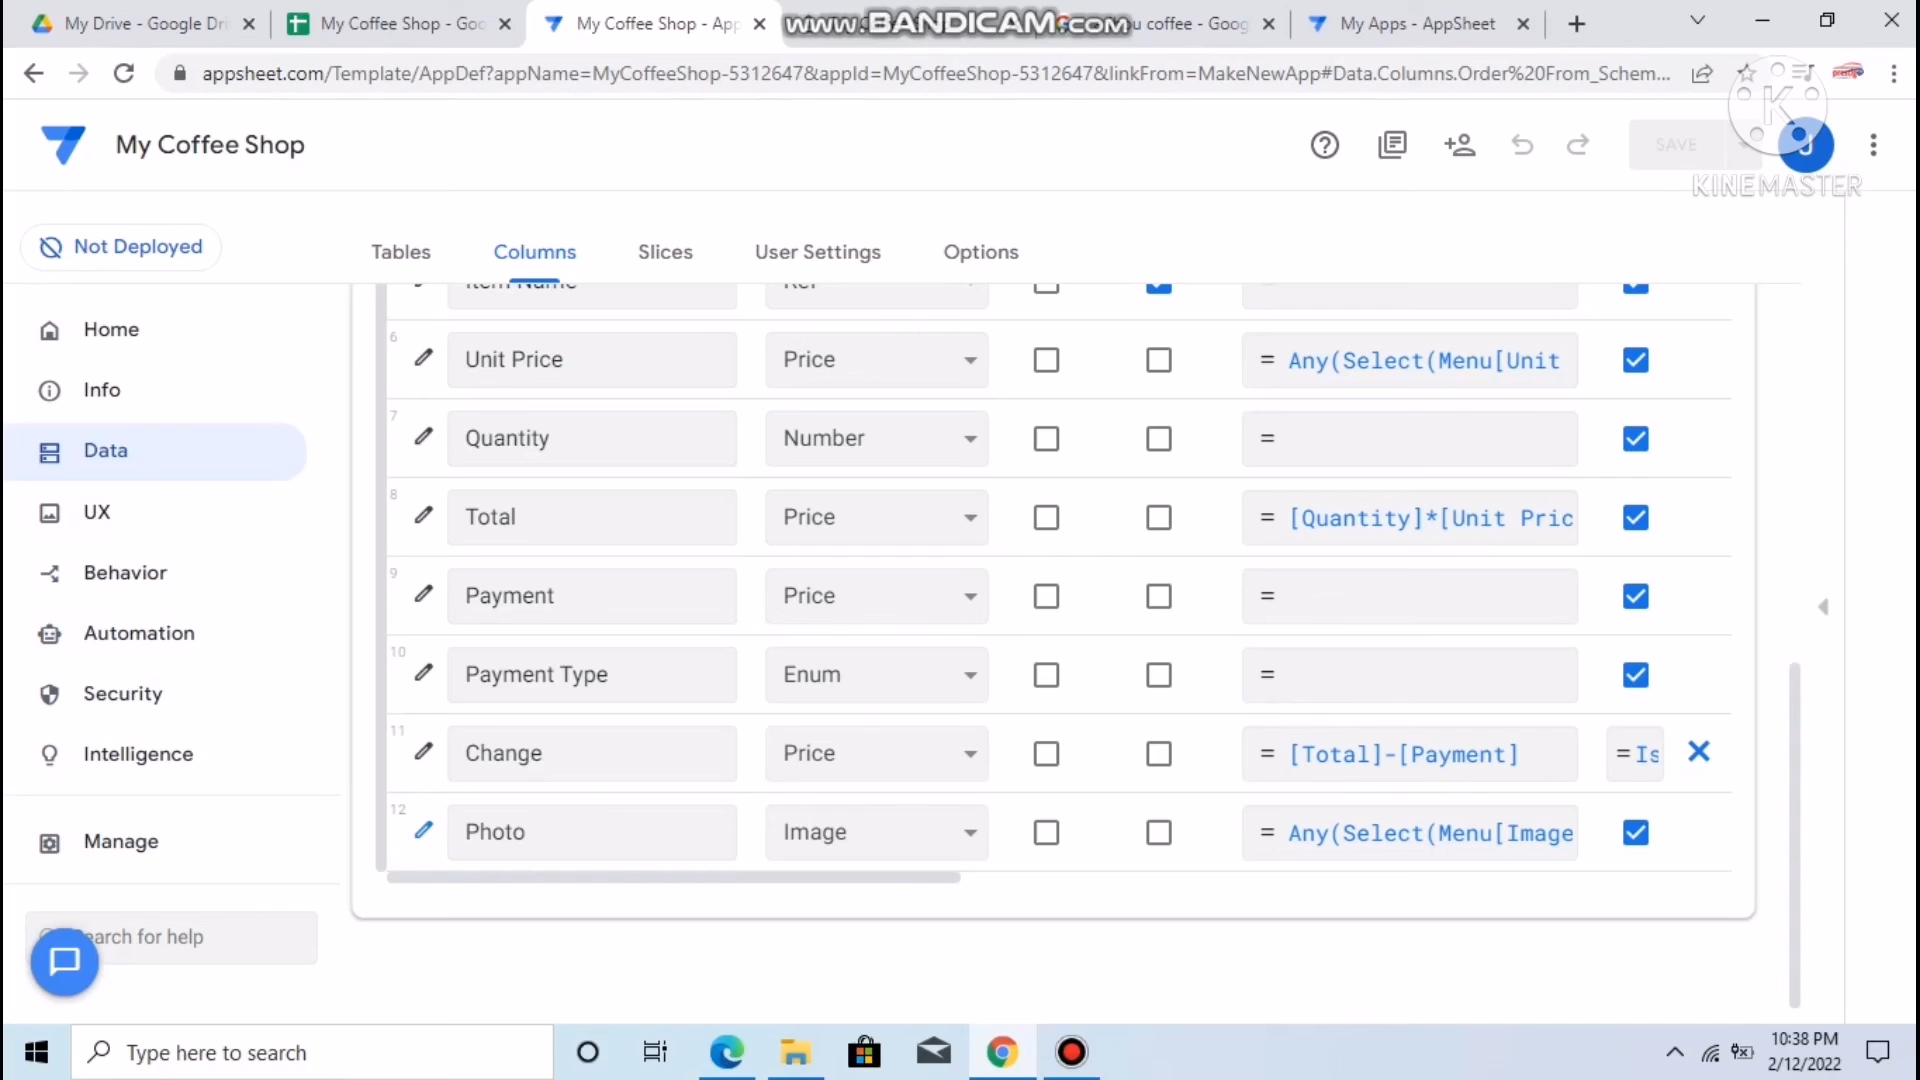 My Drive - Google Dri
My Coffee Shop - Goo
My Coffee Shop - App
www.BANDICAM.com
u coffee - Goog
My Apps - AppSheet
appsheet.com/Template/AppDef?appName=MyCoffeeShop-5312647&appId=MyCoffeeShop-5312647&linkFrom=MakeNewApp#Data.Columns.Order%20From_Schem...
My Coffee Shop
SAVE
K
J
KINEMASTER
Not Deployed
Tables
Columns
Slices
User Settings
Options
Home
Info
Data
UX
Behavior
Automation
Security
Intelligence
Manage
Search for help
Item Name
Ref
=
6
Unit Price
Price
= Any(Select(Menu[Unit
7
Quantity
Number
=
8
Total
Price
= [Quantity]*[Unit Pric
9
Payment
Price
=
10
Payment Type
Enum
=
11
Change
Price
= [Total]-[Payment]
= Is
12
Photo
Image
= Any(Select(Menu[Image
Type here to search
10:38 PM
2/12/2022